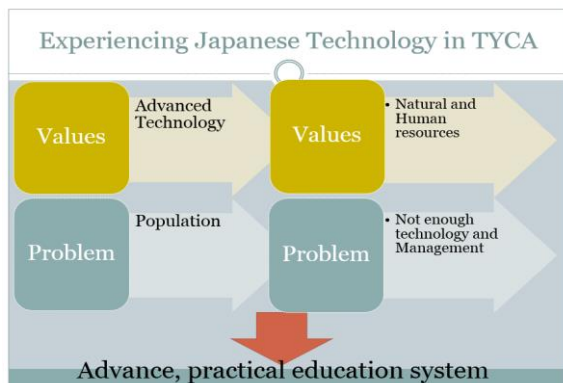 Experiencing Japanese Technology in TYCA
Values
Advanced
Technology
Values
• Natural and
Human
resources
Problem
Population
Problem
• Not enough
technology and
Management
Advance, practical education system